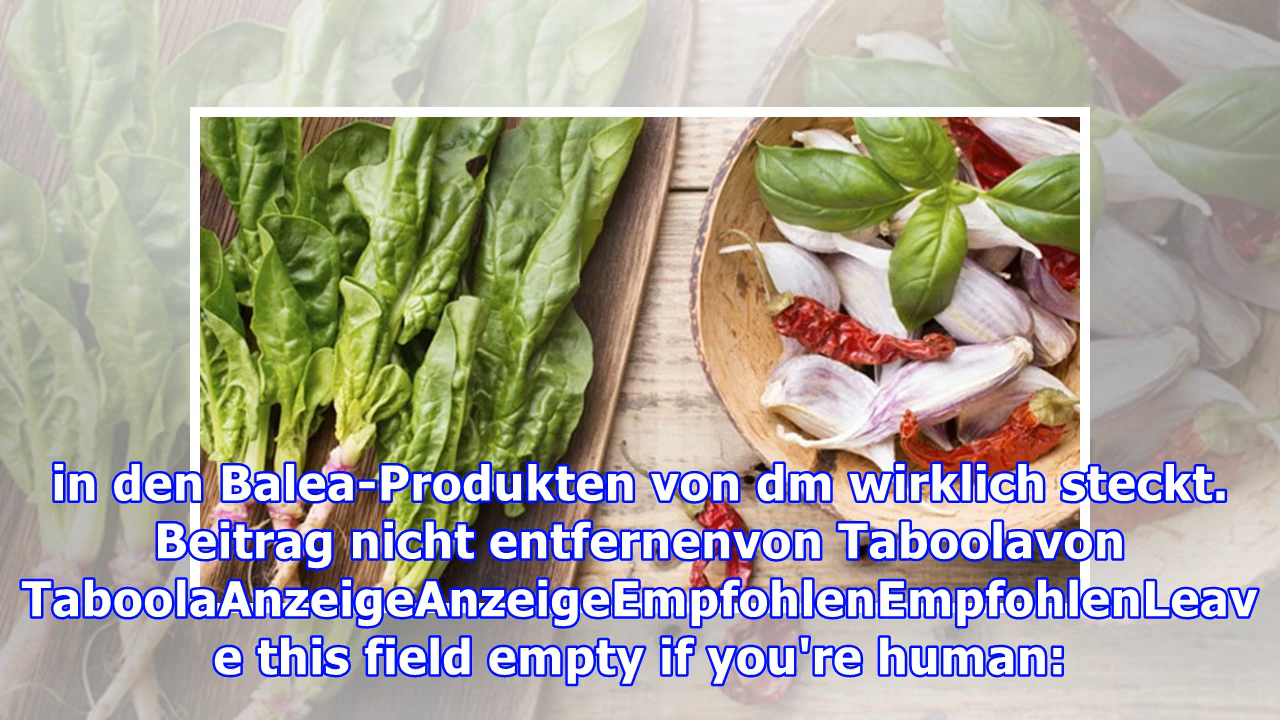 in den Balea-Produkten von dm wirklich steckt.
Beitrag nicht entfernenvon Taboolavon
TaboolaAnzeigeAnzeigeEmpfohlenEmpfohlenLeav
e this field empty if you're human: